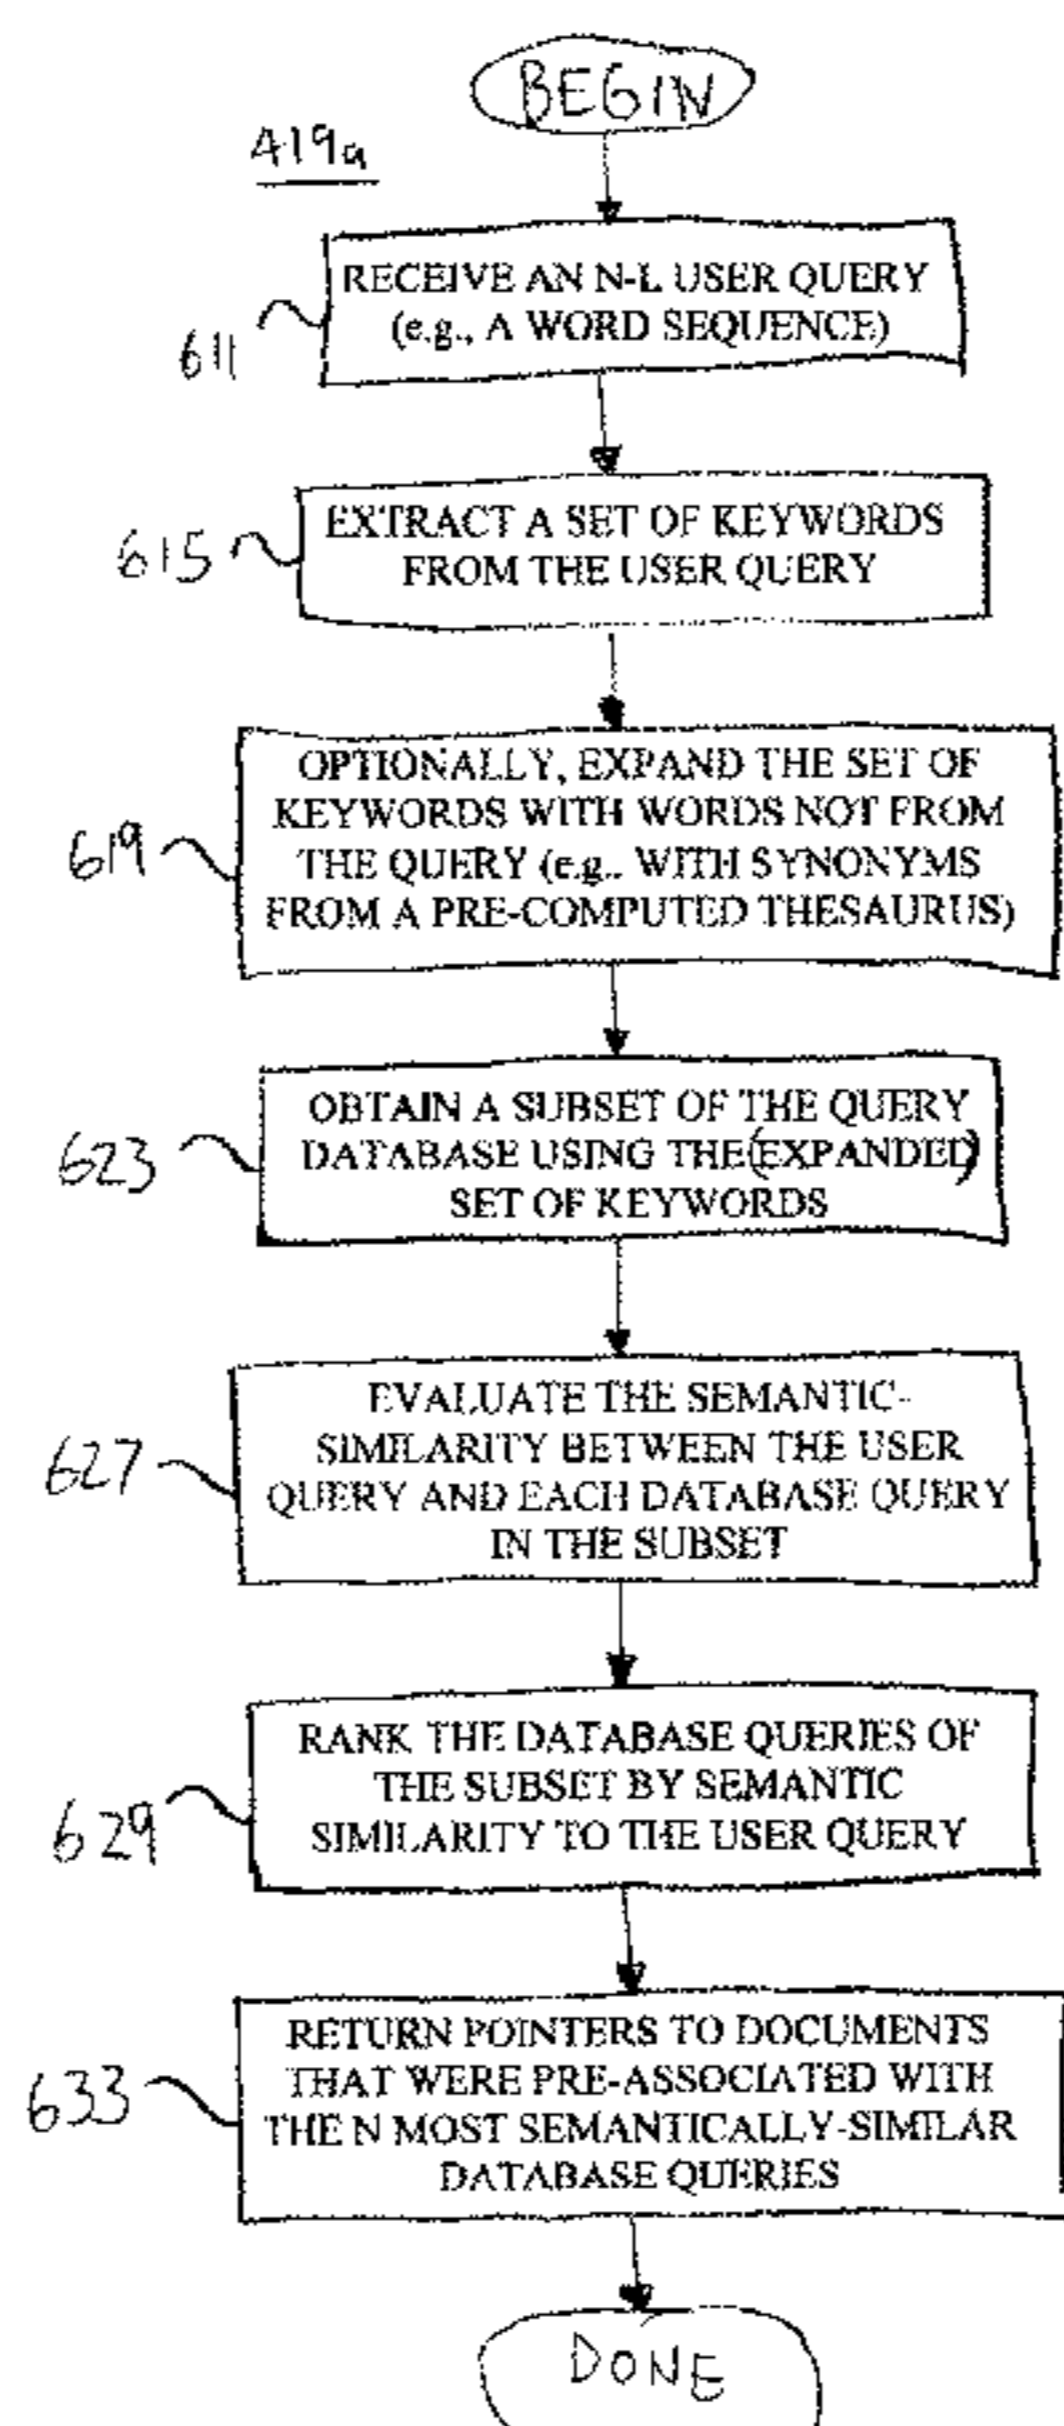 BEGIN
419a
RECEIVE AN N-L USER QUERY
(e.g., A WORD SEQUENCE)
611
EXTRACT A SET OF KEYWORDS
FROM THE USER QUERY
615
OPTIONALLY, EXPAND THE SET OF
KEYWORDS WITH WORDS NOT FROM
THE QUERY (e.g.. WITH SYNONYMS
FROM A PRE-COMPUTED THESAURUS)
619
OBTAIN A SUBSET OF THE QUERY
DATABASE USING THE (EXPANDED)
SET OF KEYWORDS
623
EVALUATE THE SEMANTIC-
SIMILARITY BETWEEN THE USER
QUERY AND EACH DATABASE QUERY
IN THE SUBSET
627
RANK THE DATABASE QUERIES OF
THE SUBSET BY SEMANTIC
SIMILARITY TO THE USER QUERY
629
RETURN POINTERS TO DOCUMENTS
THAT WERE PRE-ASSOCIATED WITH
THE N MOST SEMANTICALLY-SIMILAR
DATABASE QUERIES
633
DONE